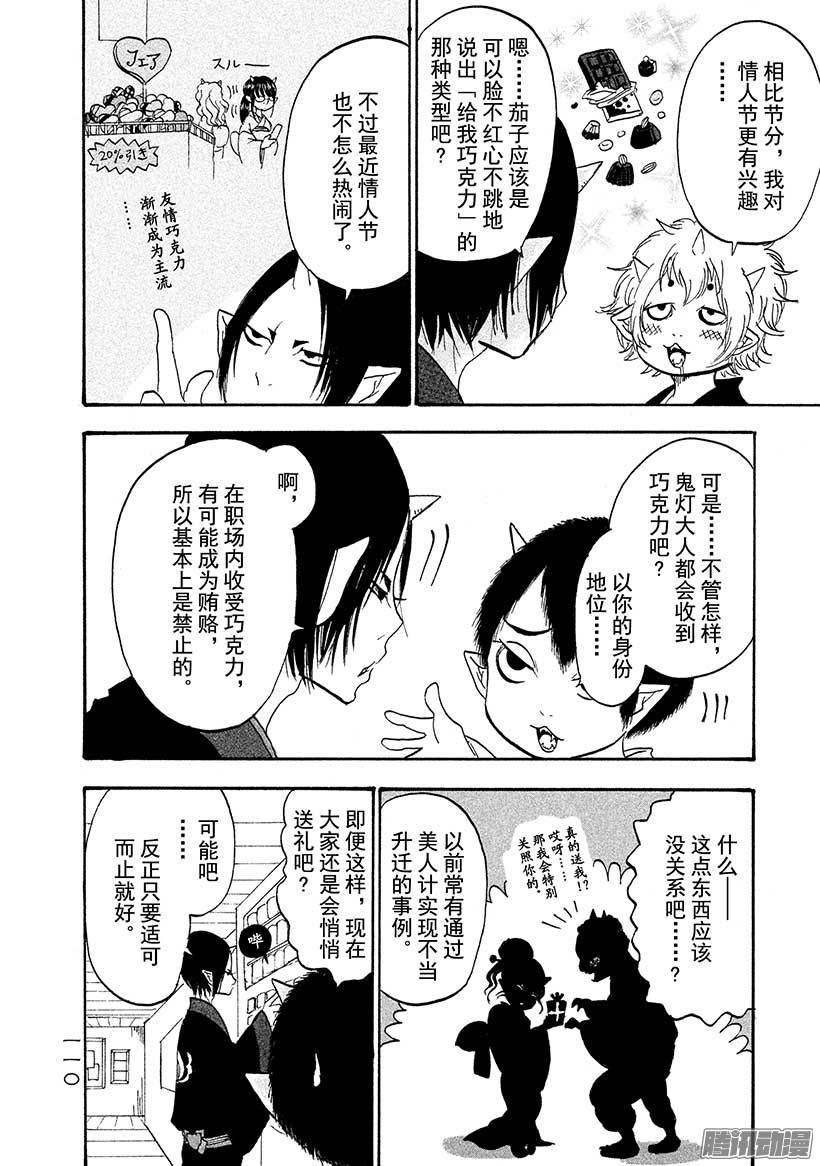 相比节分，我对
情人节更有兴趣
……
嗯……茄子应该是
可以脸不红心不跳地
说出「给我巧克力」的
那种类型吧？
不过最近情人节
也不怎么热闹了。
スルー
20%引き
友情巧克力
渐渐成为主流
……
可是……不管怎样，
鬼灯大人都会收到
巧克力吧？
以你的身份
地位……
啊，
在职场内收受巧克力，
有可能成为贿赂，
所以基本上是禁止的。
什么——
这点东西应该
没关系吧……？
真的送我!?
哎呀……
那我会特别
关照你的。
以前常有通过
美人计实现不当
升迁的事例。
即便这样，现在
大家还是会悄悄
送礼吧？
哗
可能吧
……
反正只要适可
而止就好。
一一〇
腾讯动漫